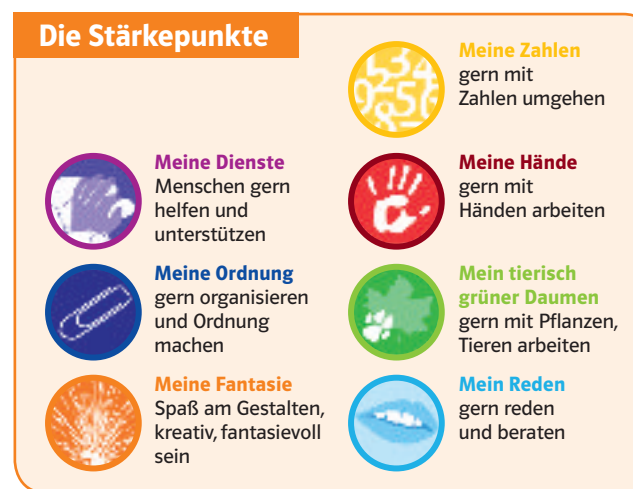 Die Stärkepunkte
Meine Zahlen
gern mit
Zahlen umgehen
Meine Dienste
Menschen gern
helfen und
unterstützen
Meine Hände
gern mit
Händen arbeiten
Meine Ordnung
gern organisieren
und Ordnung
machen
Mein tierisch
grüner Daumen
gern mit Pflanzen,
Tieren arbeiten
Meine Fantasie
Spaß am Gestalten,
kreativ, fantasievoll
sein
Mein Reden
gern reden
und beraten